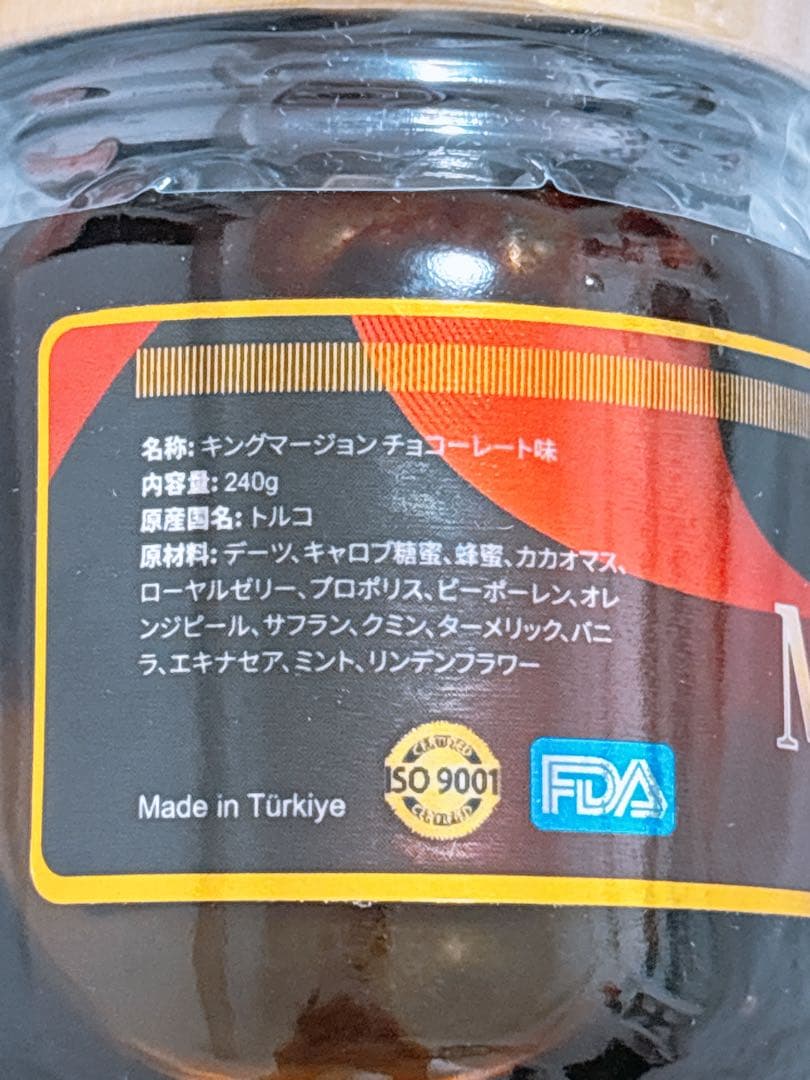 名称: キングマージョン チョコーレート味
内容量: 240g
原産国名: トルコ
原材料: デーツ、キャロブ糖蜜、蜂蜜、カカオマス、
ローヤルゼリー、プロポリス、ビーポーレン、オレ
ンジピール、サフラン、クミン、ターメリック、バニ
ラ、エキナセア、ミント、リンデンフラワー
M
CERTIFIED
ISO 9001
CERTIFIED
FDA
Made in Türkiye